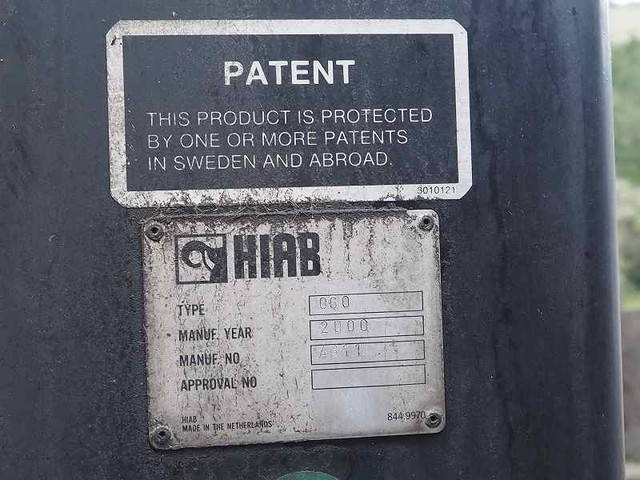 PATENT
THIS PRODUCT IS PROTECTED
BY ONE OR MORE PATENTS
IN SWEDEN AND ABROAD.
3010121
HIAB
TYPE 060
MANUF. YEAR 2000
MANUF. NO
APPROVAL NO
HIAB
MADE IN THE NETHERLANDS
844 9970